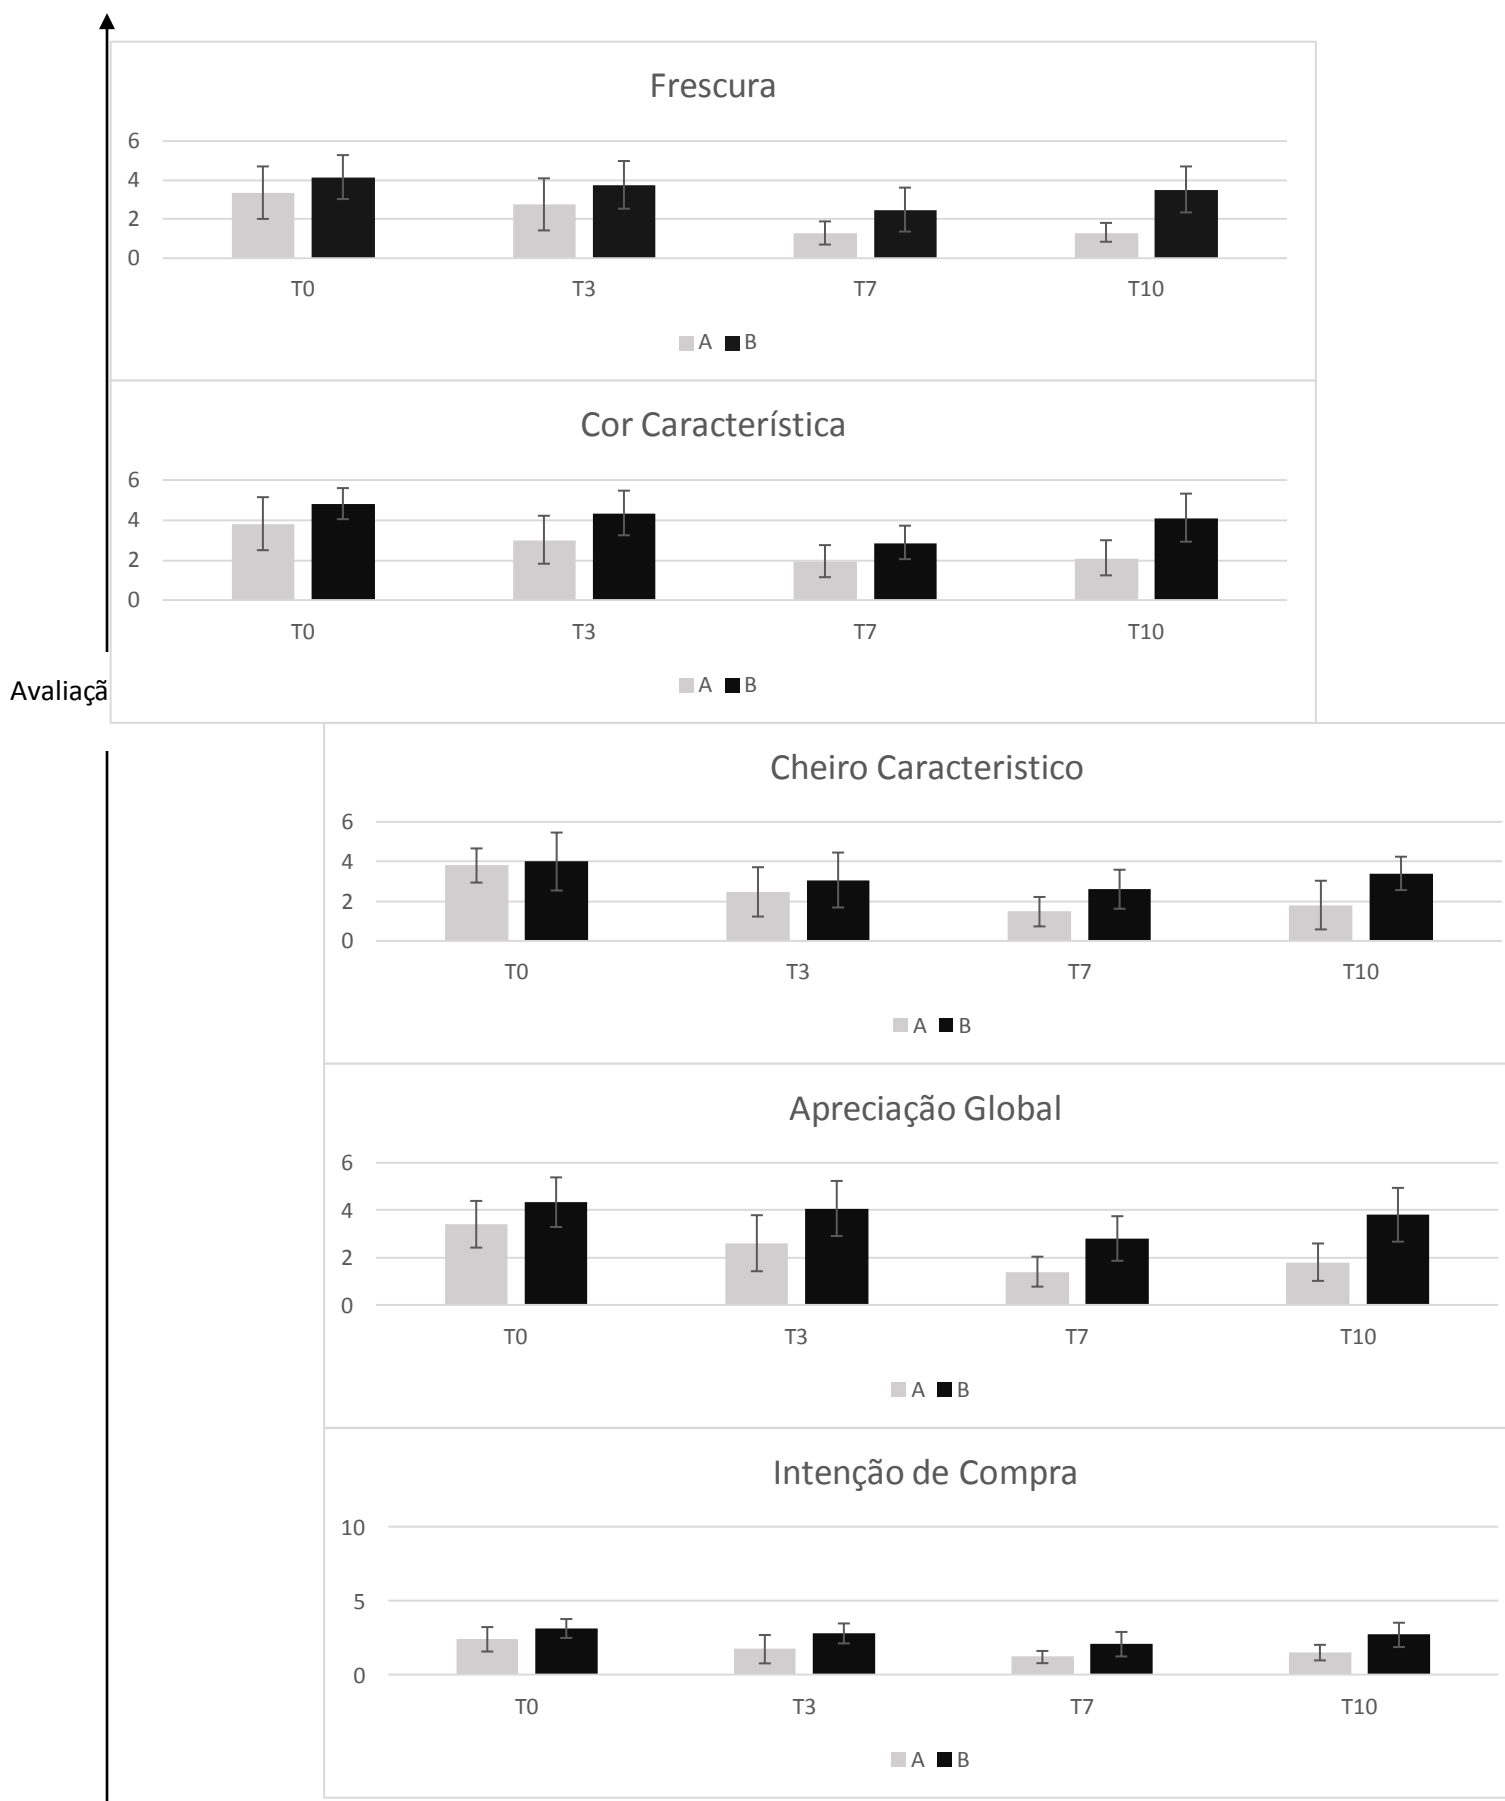 Frescura
6
4
2
0
T0 T3 T7 T10
A B
Cor Característica
6
4
2
0
T0 T3 T7 T10
A B
Avaliaçã
Cheiro Caracteristico
6
4
2
0
T0 T3 T7 T10
A B
Apreciação Global
6
4
2
0
T0 T3 T7 T10
A B
Intenção de Compra
10
5
0
T0 T3 T7 T10
A B